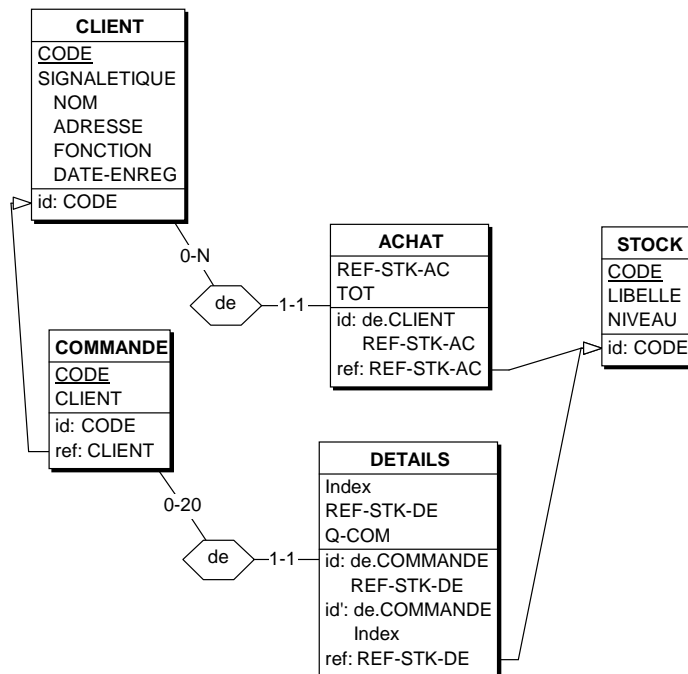 CLIENT
CODE
SIGNALETIQUE
NOM
ADRESSE
FONCTION
DATE-ENREG
id: CODE
0-N
de
1-1
ACHAT
REF-STK-AC
TOT
id: de.CLIENT
REF-STK-AC
ref: REF-STK-AC
STOCK
CODE
LIBELLE
NIVEAU
id: CODE
COMMANDE
CODE
CLIENT
id: CODE
ref: CLIENT
0-20
de
1-1
DETAILS
Index
REF-STK-DE
Q-COM
id: de.COMMANDE
REF-STK-DE
id': de.COMMANDE
Index
ref: REF-STK-DE